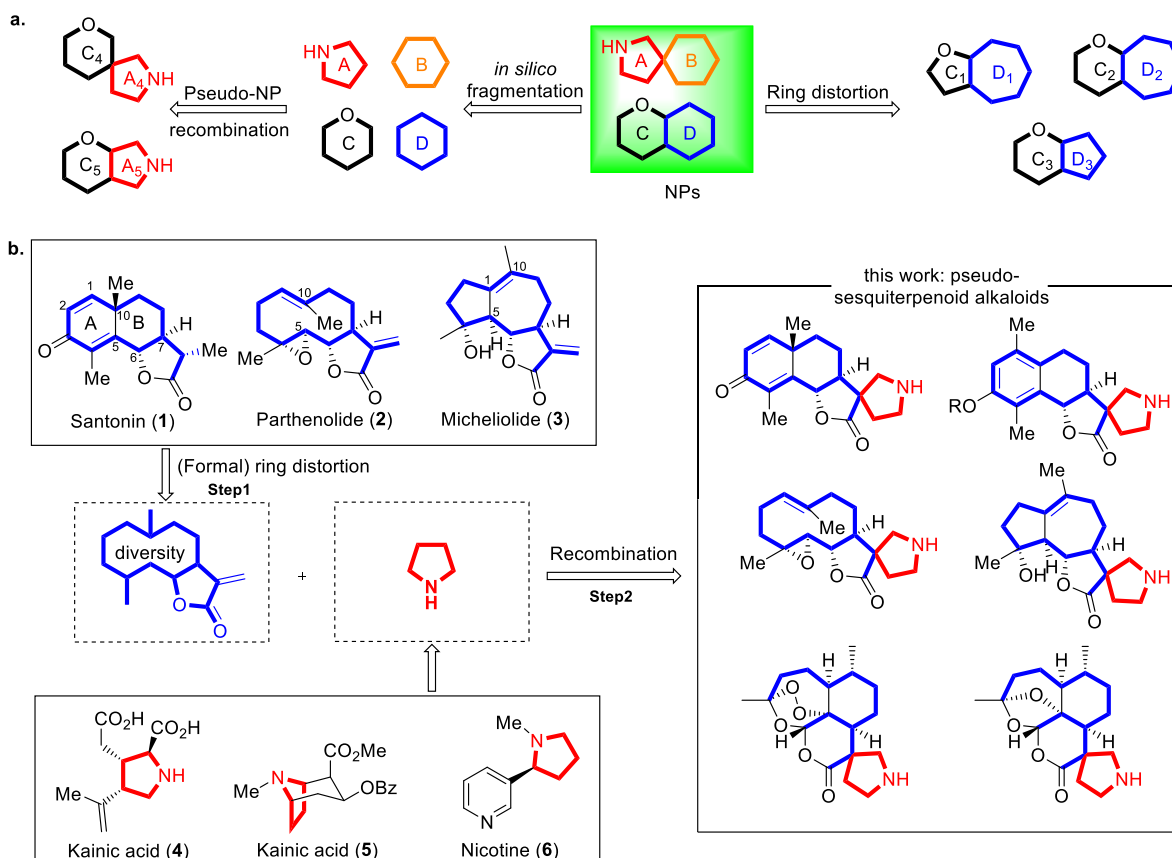 a.
O
C4
A4
NH
O
C5
A5
NH
Pseudo-NP
recombination
HN
A
B
O
C
D
in silico
fragmentation
HN
A
B
O
C
D
NPs
Ring distortion
O
C1
D1
O
C2
D2
O
C3
D3
b.
1
2
Me
10
A
B
H
O
5
6
7
Me
Me
O
O
Santonin (1)
10
5
Me
H
Me
O
O
O
Parthenolide (2)
10
1
5
H
H
OH
O
O
Micheliolide (3)
(Formal) ring distortion
Step1
diversity
O
O
+
N
H
Recombination
Step2
CO2H
CO2H
NH
Me
Kainic acid (4)
CO2Me
N
Me
OBz
Kainic acid (5)
Me
N
N
Nicotine (6)
this work: pseudo-
sesquiterpenoid alkaloids
Me
H
O
Me
O
O
NH
Me
H
RO
Me
O
O
NH
Me
H
Me
O
O
O
NH
Me
H
Me
OH
H
O
O
NH
H
O
O
O
H
O
H
O
NH
H
O
O
H
O
H
O
NH